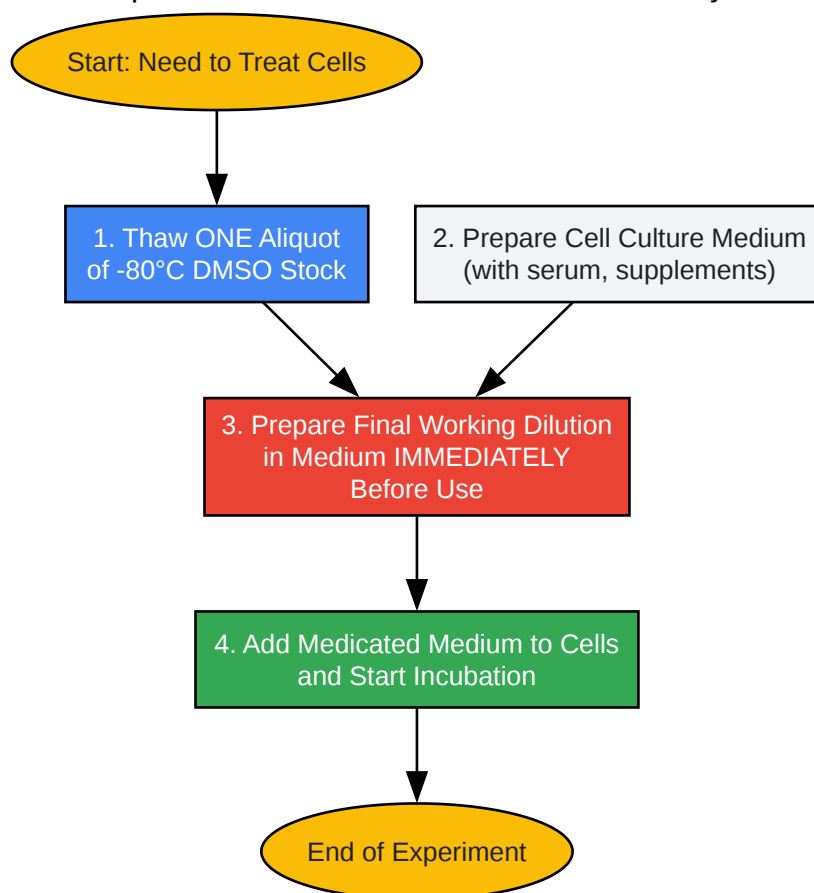 Start: Need to Treat Cells
1. Thaw ONE Aliquot
of -80°C DMSO Stock
2. Prepare Cell Culture Medium
(with serum, supplements)
3. Prepare Final Working Dilution
in Medium IMMEDIATELY
Before Use
4. Add Medicated Medium to Cells
and Start Incubation
End of Experiment